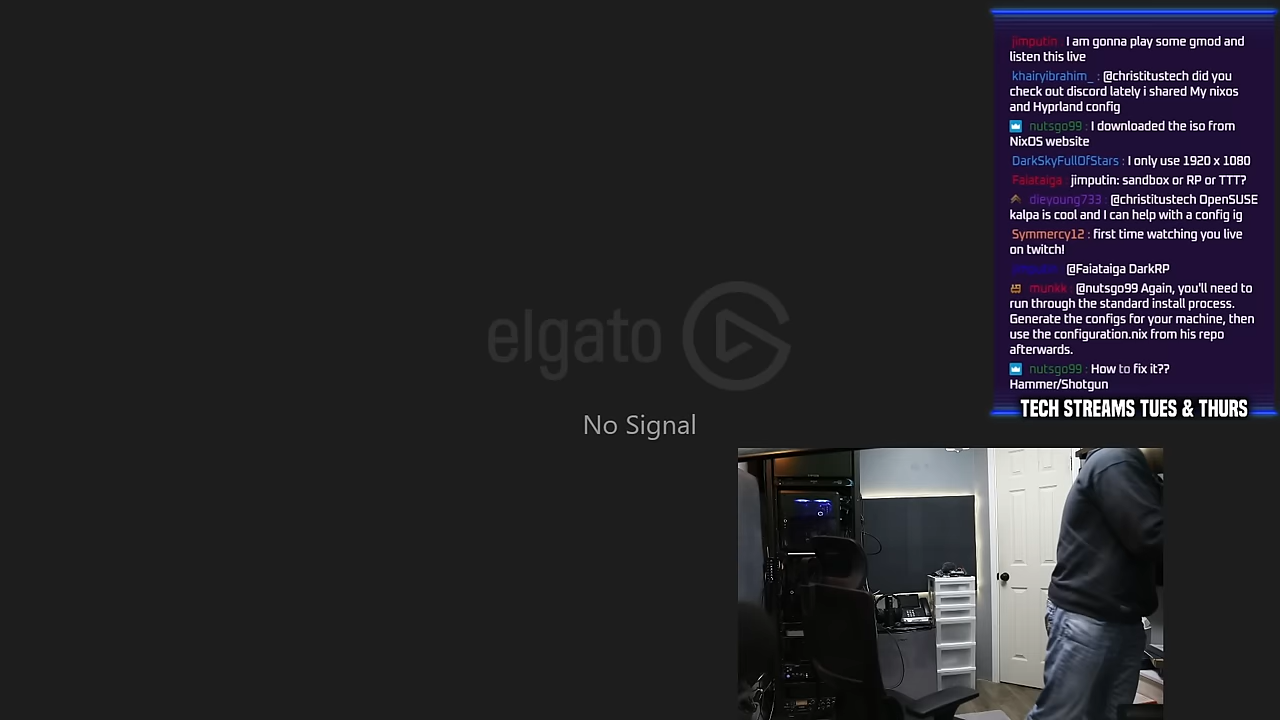 jimputin : I am gonna play some gmod and
listen this live
khairyibrahim_ : @christitustech did you
check out discord lately i shared My nixos
and Hyprland config
nutsgo99 : I downloaded the iso from
NixOS website
DarkSkyFullOfStars : I only use 1920 x 1080
Faiataiga : jimputin: sandbox or RP or TTT?
dieyoung733 : @christitustech OpenSUSE
kalpa is cool and I can help with a config ig
Symmercy12 : first time watching you live
on twitch!
@Faiataiga DarkRP
munkk : @nutsgo99 Again, you'll need to
run through the standard install process.
Generate the configs for your machine, then
use the configuration.nix from his repo
afterwards.
nutsgo99 : How to fix it??
Hammer/Shotgun
TECH STREAMS TUES & THURS
elgato
No Signal